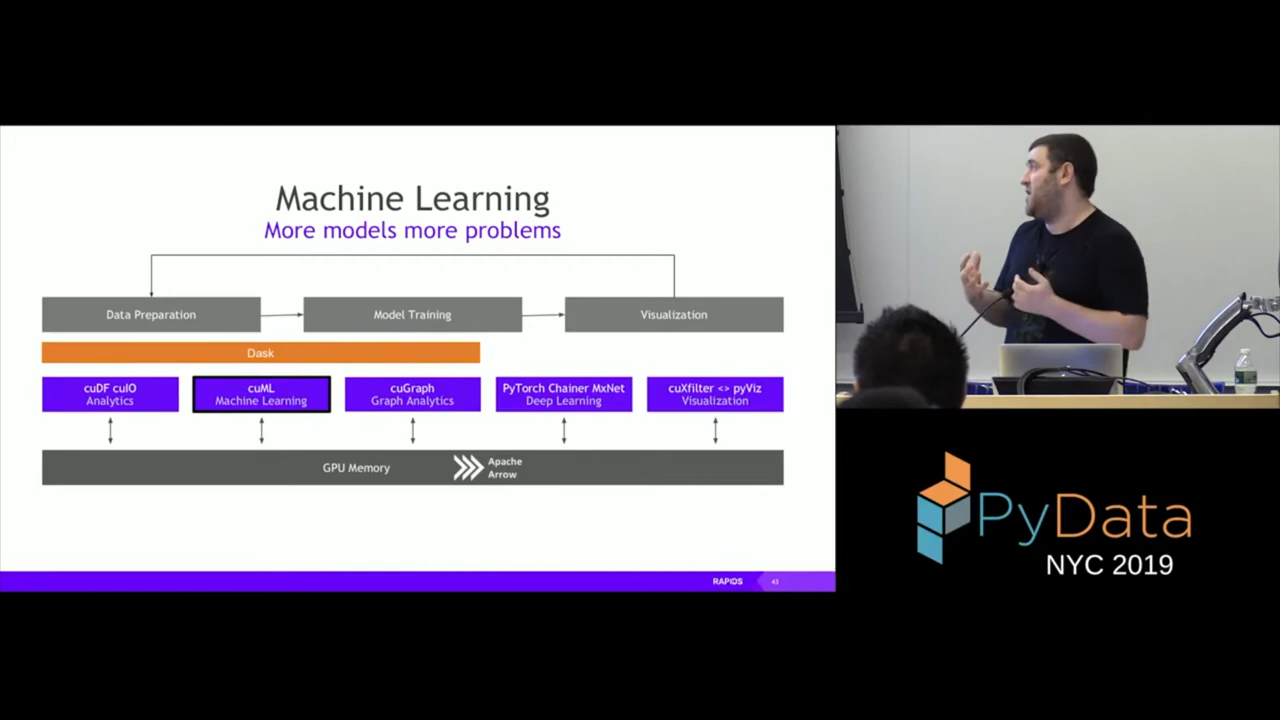 Machine Learning
More models more problems
Data Preparation
Model Training
Visualization
Dask
cuDF cuIO
Analytics
cuML
Machine Learning
cuGraph
Graph Analytics
PyTorch Chainer MxNet
Deep Learning
cuXfilter <> pyViz
Visualization
GPU Memory
Apache
Arrow
RAPIDS
43
PyData
NYC 2019